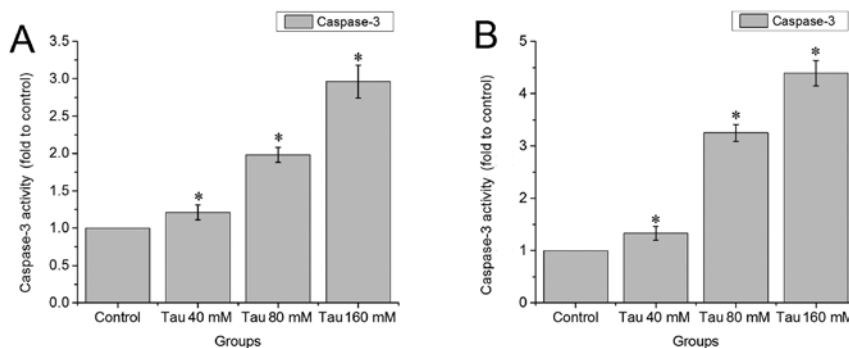 A
Caspase-3
3.5
3.0
2.5
2.0
1.5
1.0
0.5
0.0
Caspase-3 activity (fold to control)
*
*
*
Control Tau 40 mM Tau 80 mM Tau 160 mM
Groups
B
Caspase-3
5
4
3
2
1
0
Caspase-3 activity (fold to control)
*
*
*
Control Tau 40 mM Tau 80 mM Tau 160 mM
Groups